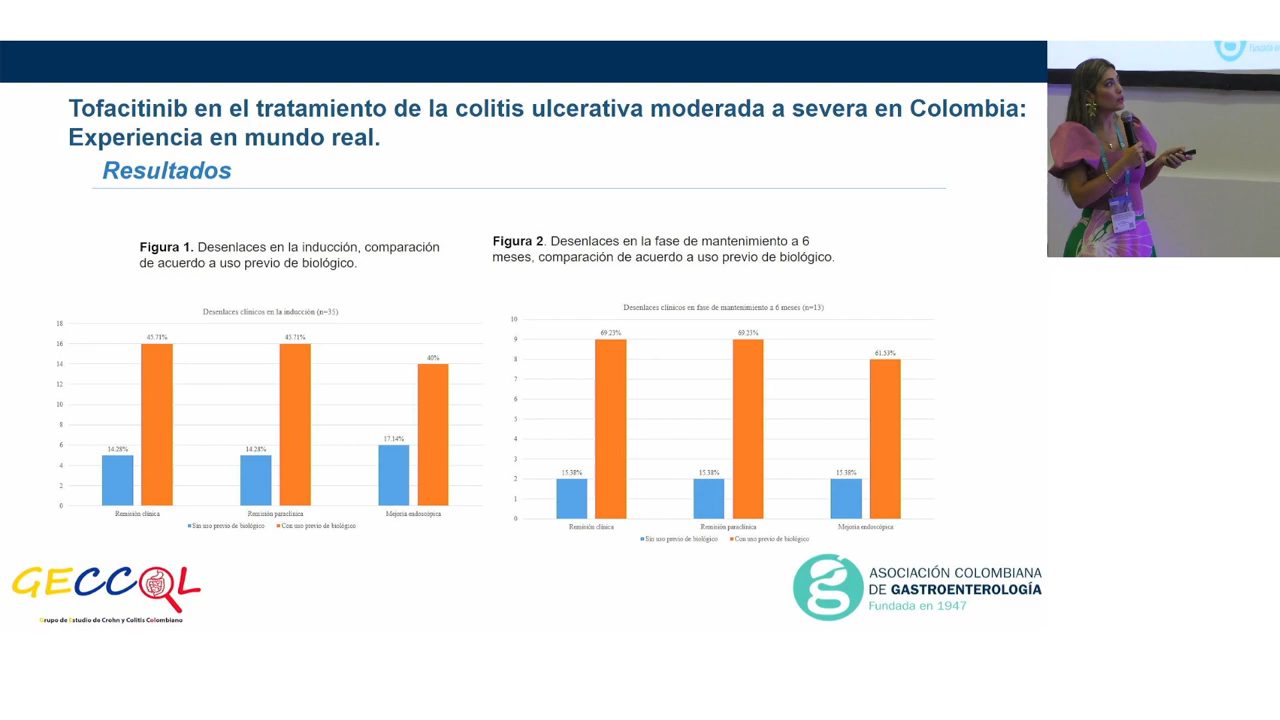 Tofacitinib en el tratamiento de la colitis ulcerativa moderada a severa en Colombia:
Experiencia en mundo real.
Resultados
Figura 1. Desenlaces en la inducción, comparación
de acuerdo a uso previo de biológico.
Desenlaces clínicos en la inducción (n=35)
18
16
14
12
10
8
6
4
2
0
14.28%
45.71%
14.28%
45.71%
17.14%
40%
Remisión clínica
Remisión paraclínica
Mejoría endoscópica
Sin uso previo de biológico
Con uso previo de biológico
Figura 2. Desenlaces en la fase de mantenimiento a 6
meses, comparación de acuerdo a uso previo de biológico.
Desenlaces clínicos en fase de mantenimiento a 6 meses (n=13)
10
9
8
7
6
5
4
3
2
1
0
15.38%
69.23%
15.38%
69.23%
15.38%
61.53%
Remisión clínica
Remisión paraclínica
Mejoría endoscópica
Sin uso previo de biológico
Con uso previo de biológico
GECCOL
Grupo de Estudio de Crohn y Colitis Colombiano
ASOCIACIÓN COLOMBIANA
DE GASTROENTEROLOGÍA
Fundada en 1947